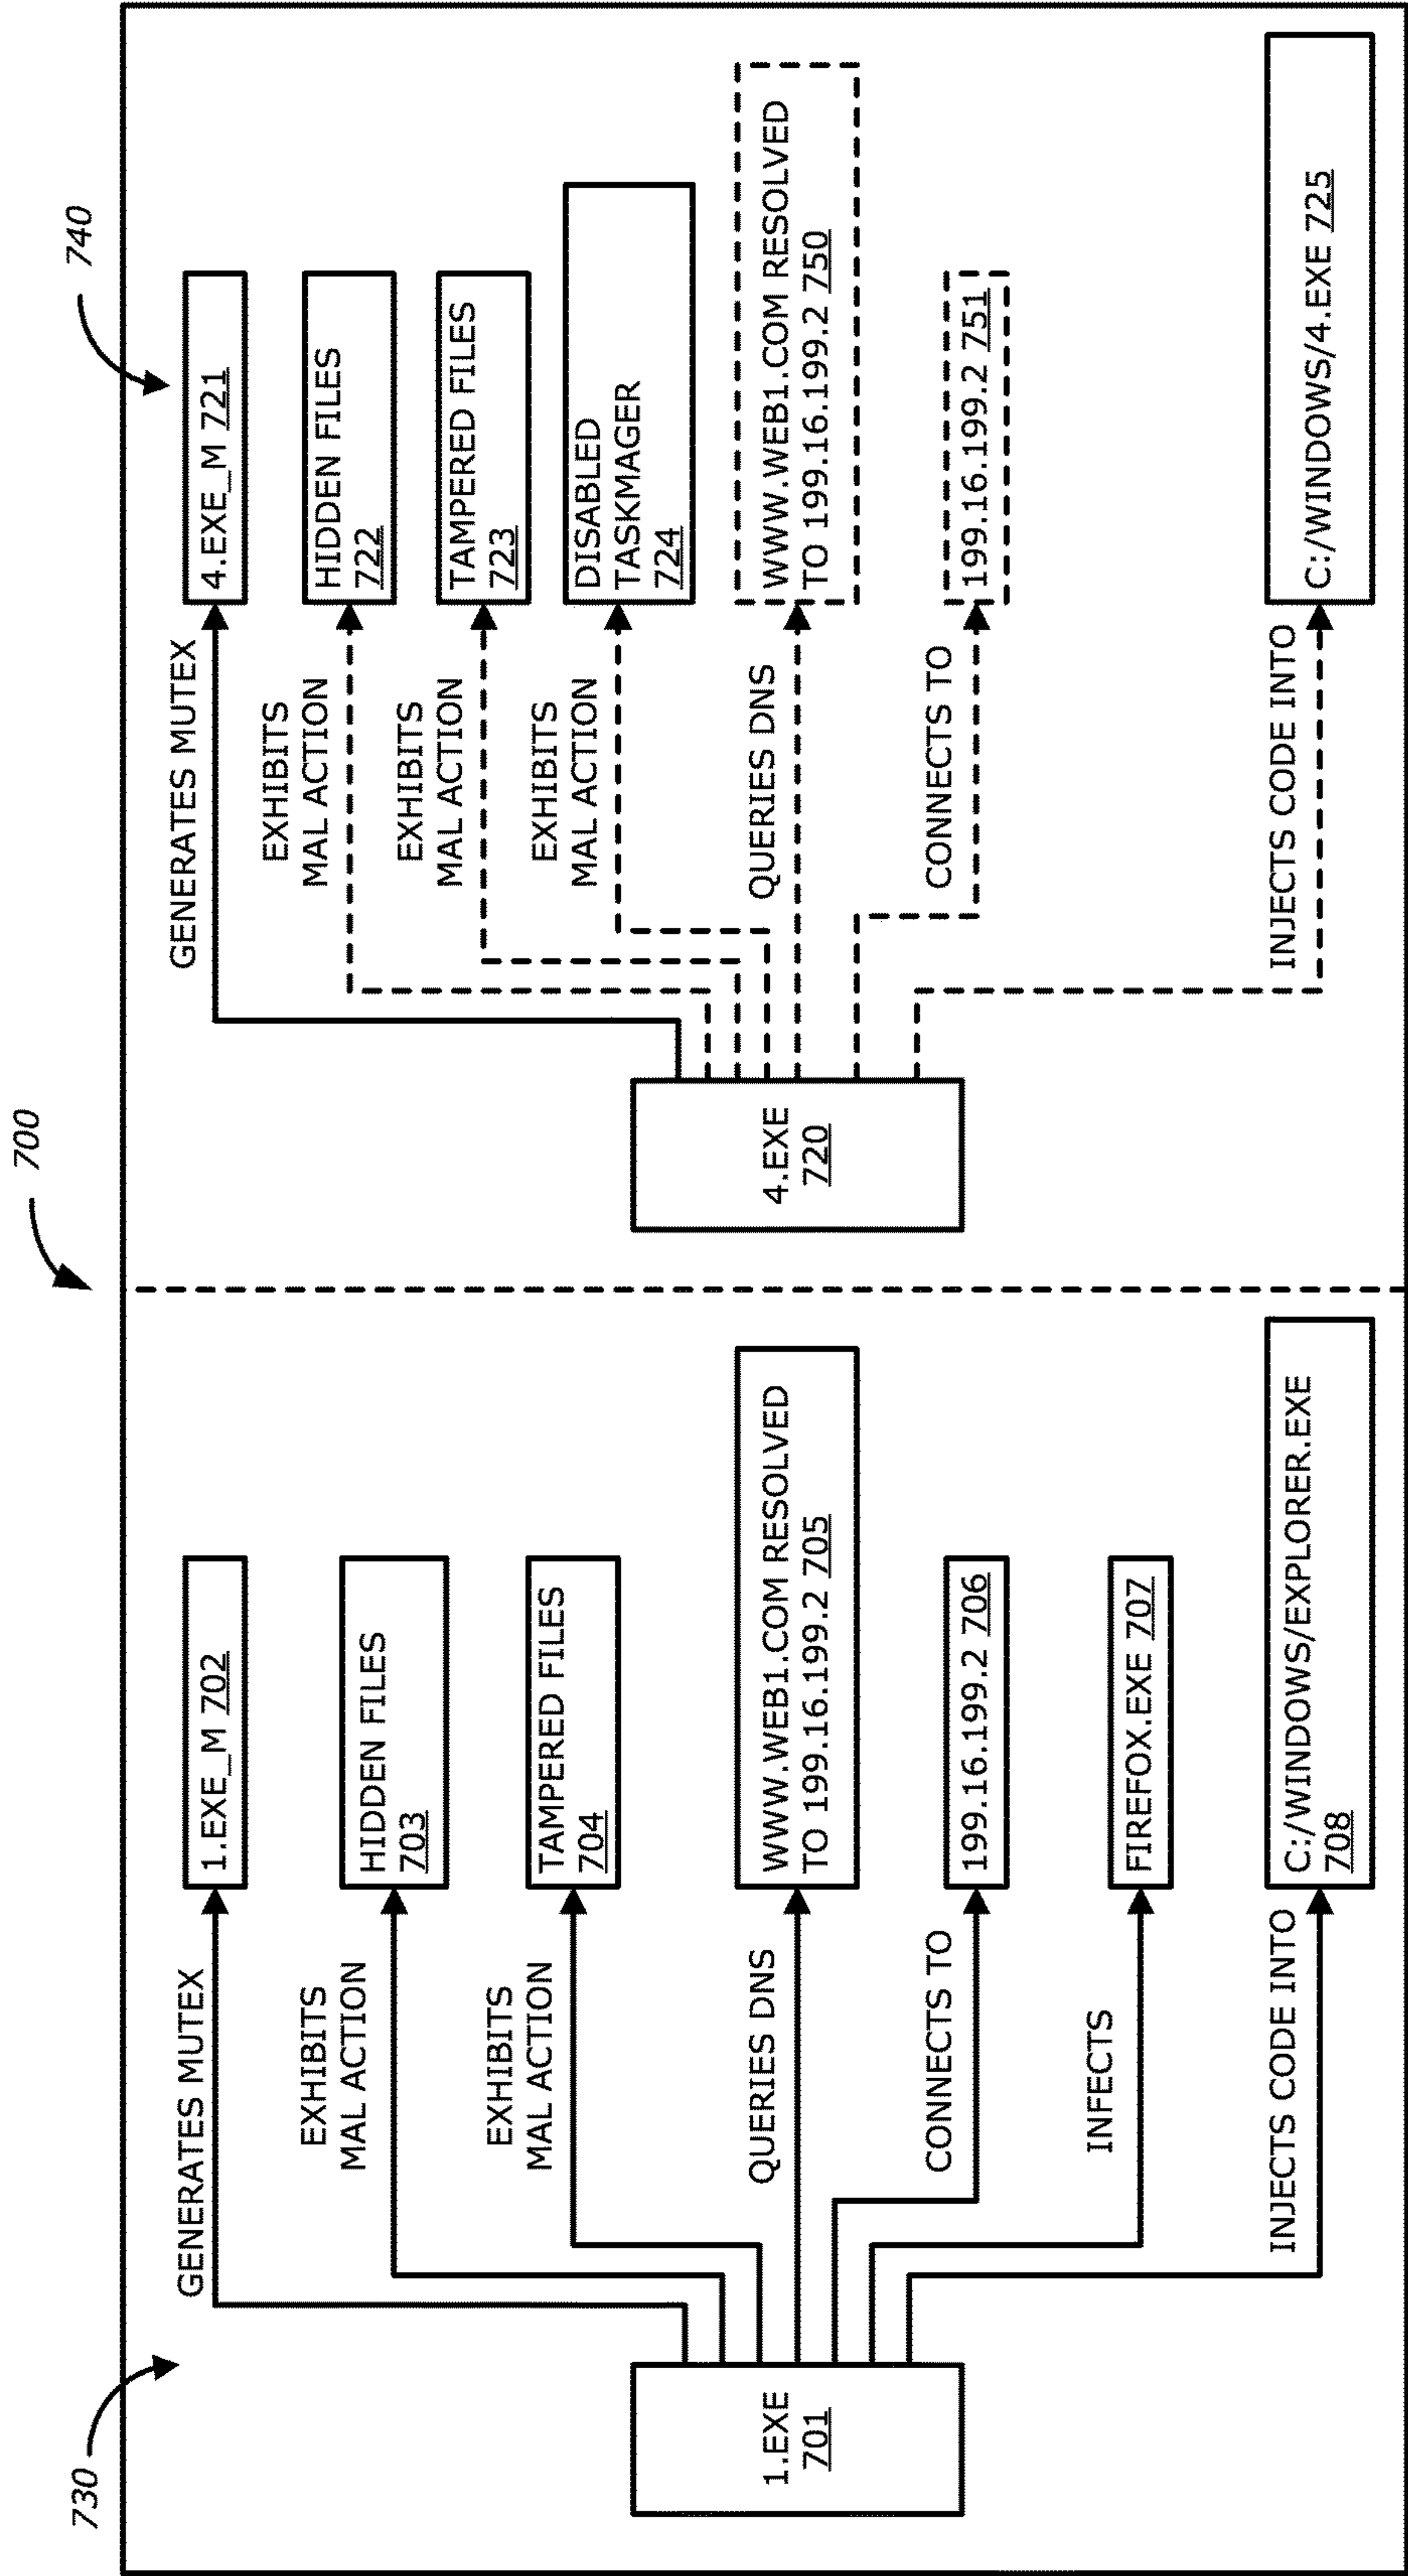 700
730
1.EXE
701
GENERATES MUTEX
1.EXE_M 702
EXHIBITS
MAL ACTION
HIDDEN FILES
703
EXHIBITS
MAL ACTION
TAMPERED FILES
704
QUERIES DNS
WWW.WEB1.COM RESOLVED
TO 199.16.199.2 705
CONNECTS TO
199.16.199.2 706
INFECTS
FIREFOX.EXE 707
INJECTS CODE INTO
C:/WINDOWS/EXPLORER.EXE
708
740
4.EXE
720
GENERATES MUTEX
4.EXE_M 721
EXHIBITS
MAL ACTION
HIDDEN FILES
722
EXHIBITS
MAL ACTION
TAMPERED FILES
723
EXHIBITS
MAL ACTION
DISABLED
TASKMAGER
724
QUERIES DNS
WWW.WEB1.COM RESOLVED
TO 199.16.199.2 750
CONNECTS TO
199.16.199.2 751
INJECTS CODE INTO
C:/WINDOWS/4.EXE 725